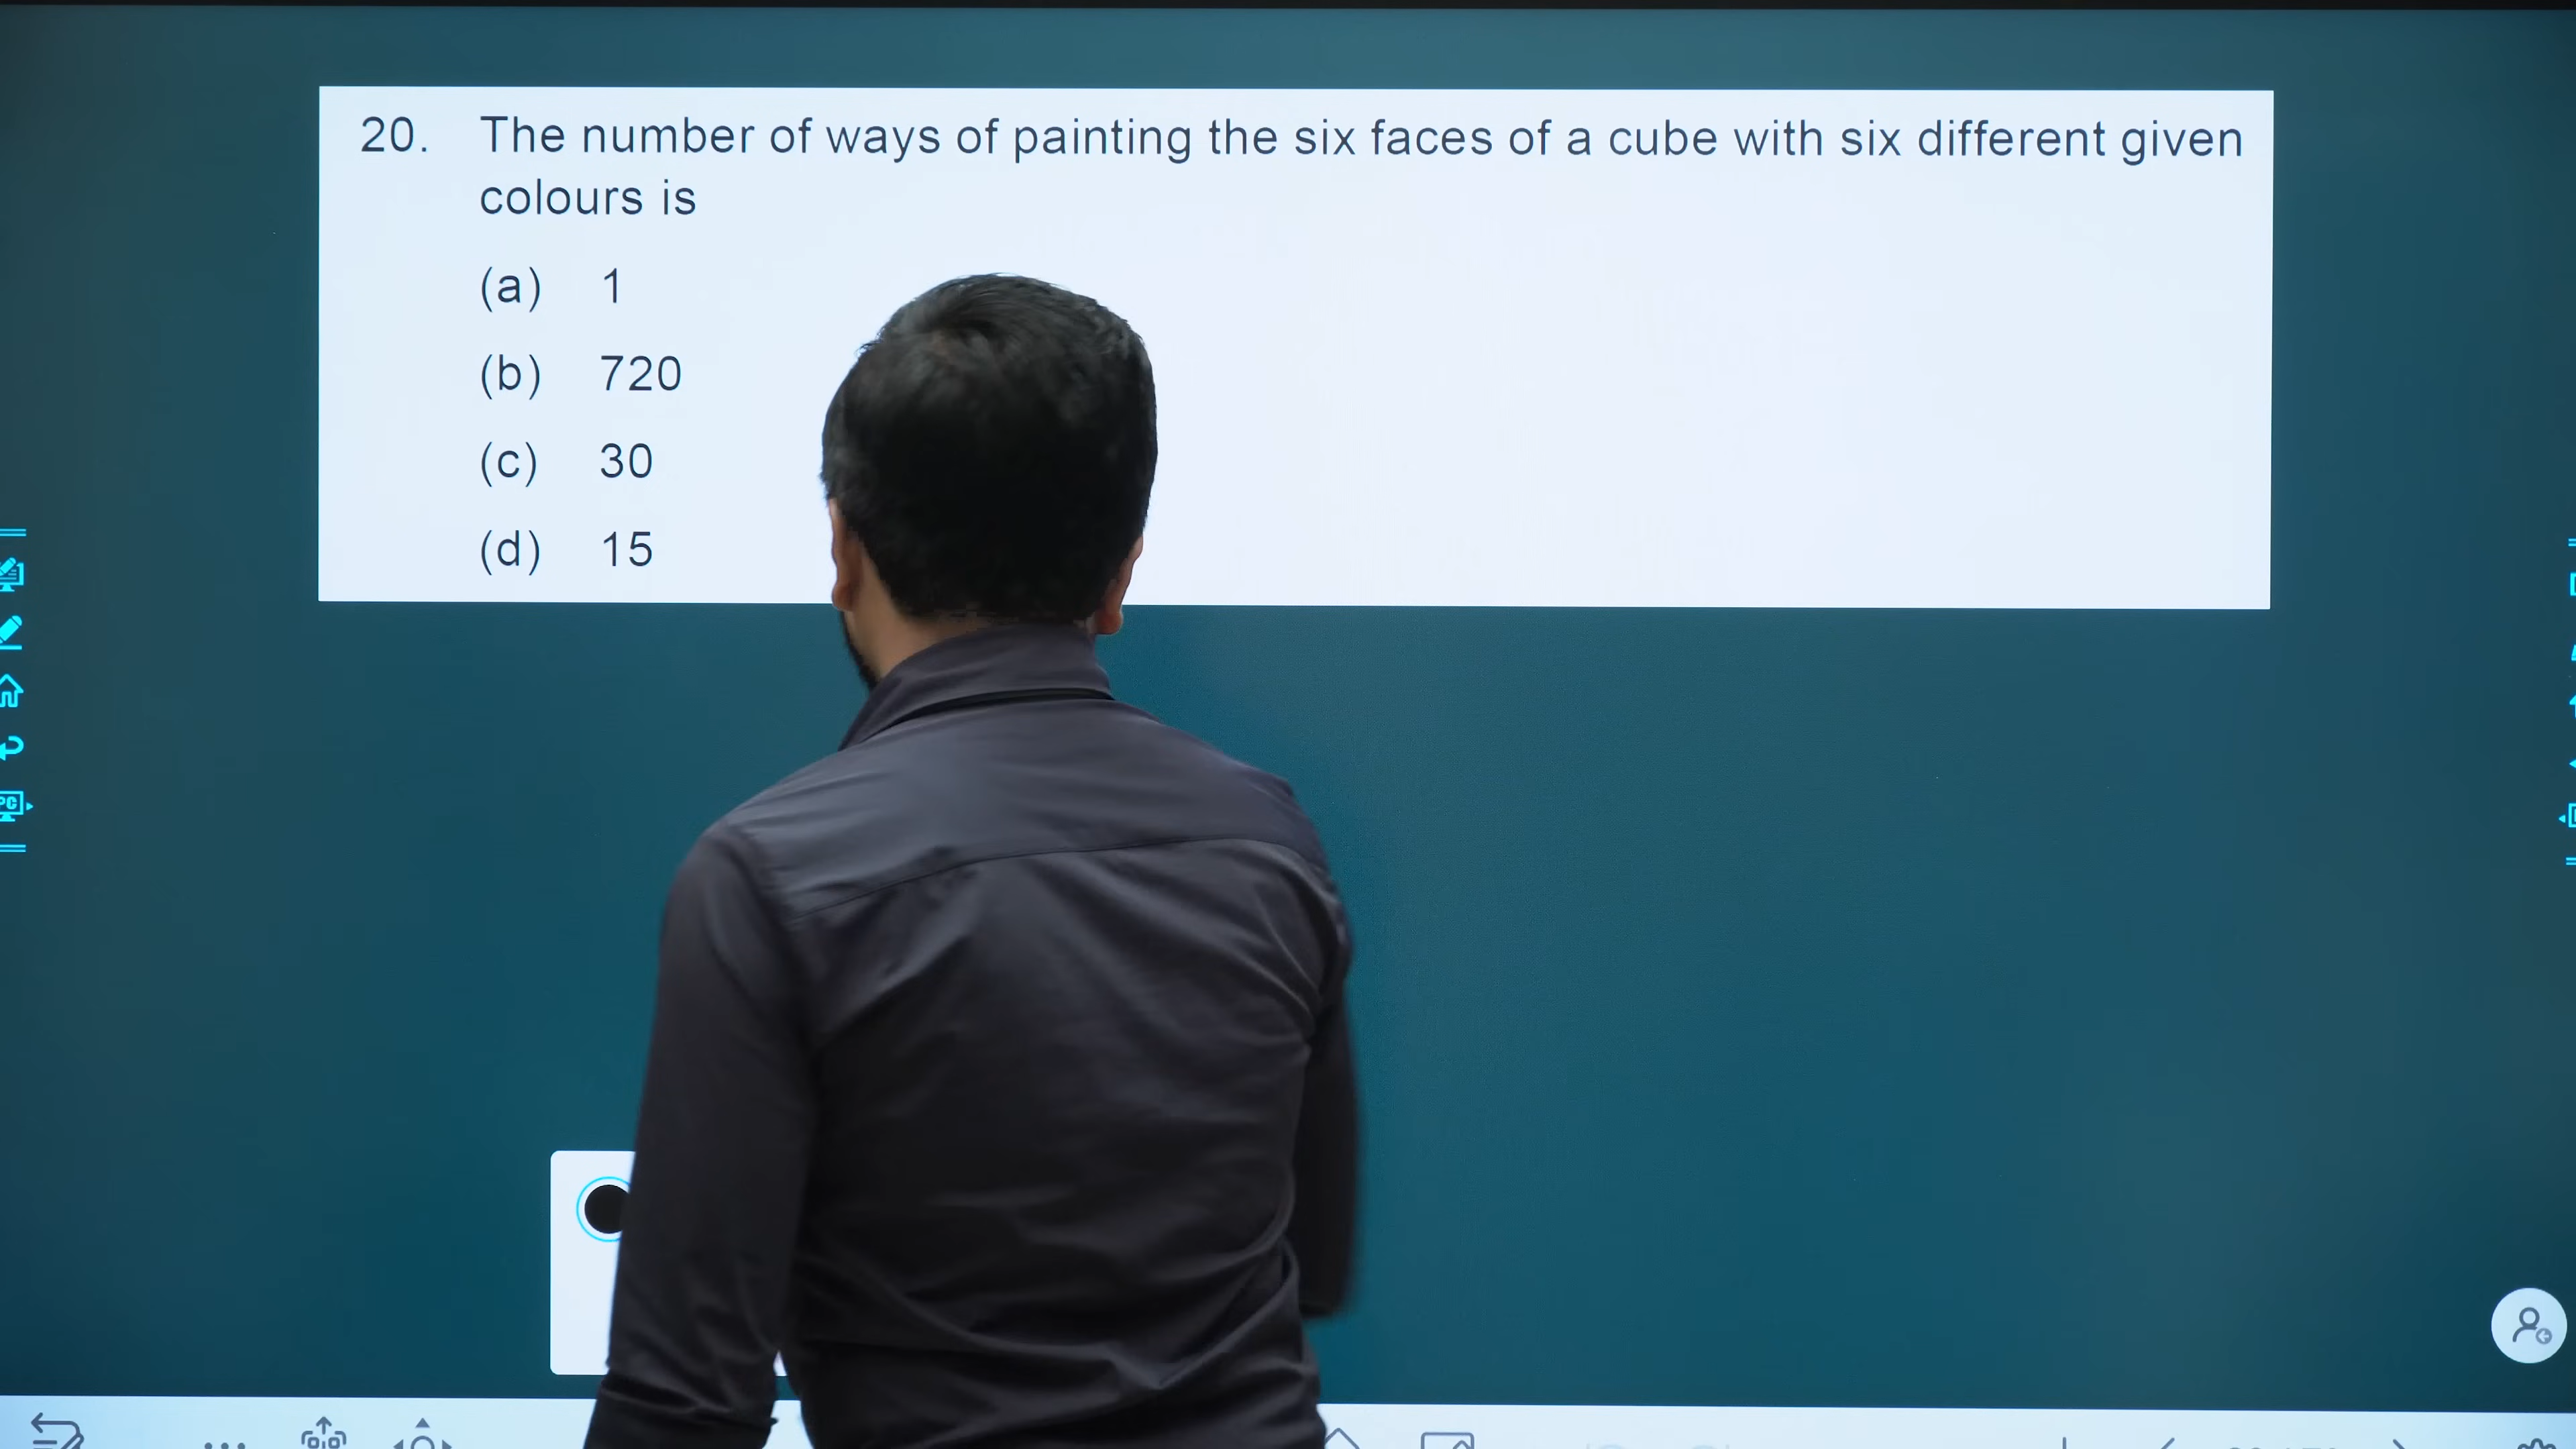 20. The number of ways of painting the six faces of a cube with six different given
colours is
(a) 1
(b) 720
(c) 30
(d) 15